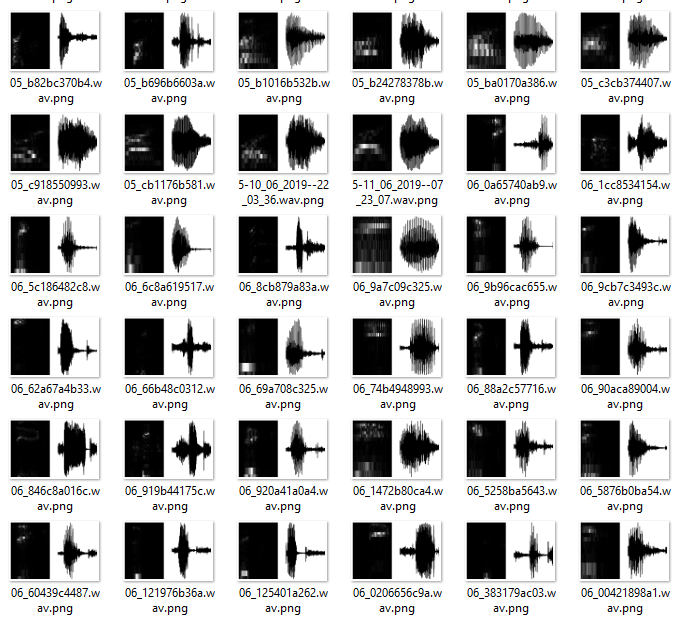 05_b82bc370b4.w
av.png
05_b696b6603a.w
av.png
05_b1016b532b.w
av.png
05_b24278378b.w
av.png
05_ba0170a386.w
av.png
05_c3cb374407.w
av.png
05_c918550993.w
av.png
05_cb1176b581.w
av.png
5-10_06_2019--22
_03_36.wav.png
5-11_06_2019--07
_23_07.wav.png
06_0a65740ab9.w
av.png
06_1cc8534154.w
av.png
06_5c186482c8.w
av.png
06_6c8a619517.w
av.png
06_8cb879a83a.w
av.png
06_9a7c09c325.w
av.png
06_9b96cac655.w
av.png
06_9cb7c3493c.w
av.png
06_62a67a4b33.w
av.png
06_66b48c0312.w
av.png
06_69a708c325.w
av.png
06_74b4948993.w
av.png
06_88a2c57716.w
av.png
06_90aca89004.w
av.png
06_846c8a016c.w
av.png
06_919b44175c.w
av.png
06_920a41a0a4.w
av.png
06_1472b80ca4.w
av.png
06_5258ba5643.w
av.png
06_5876b0ba54.w
av.png
06_60439c4487.w
av.png
06_121976b36a.w
av.png
06_125401a262.w
av.png
06_0206656c9a.w
av.png
06_383179ac03.w
av.png
06_00421898a1.w
av.png